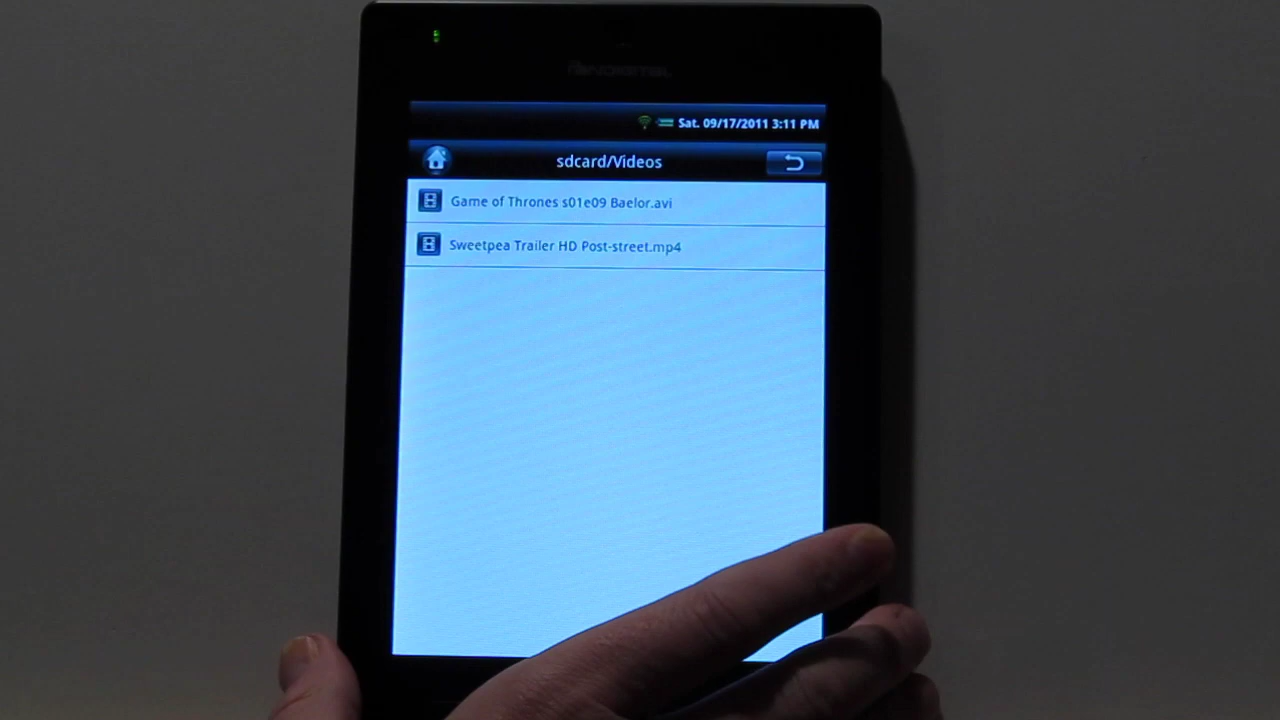 PANDIGITAL
Sat. 09/17/2011 3:11 PM
sdcard/Videos
Game of Thrones s01e09 Baelor.avi
Sweetpea Trailer HD Post-street.mp4